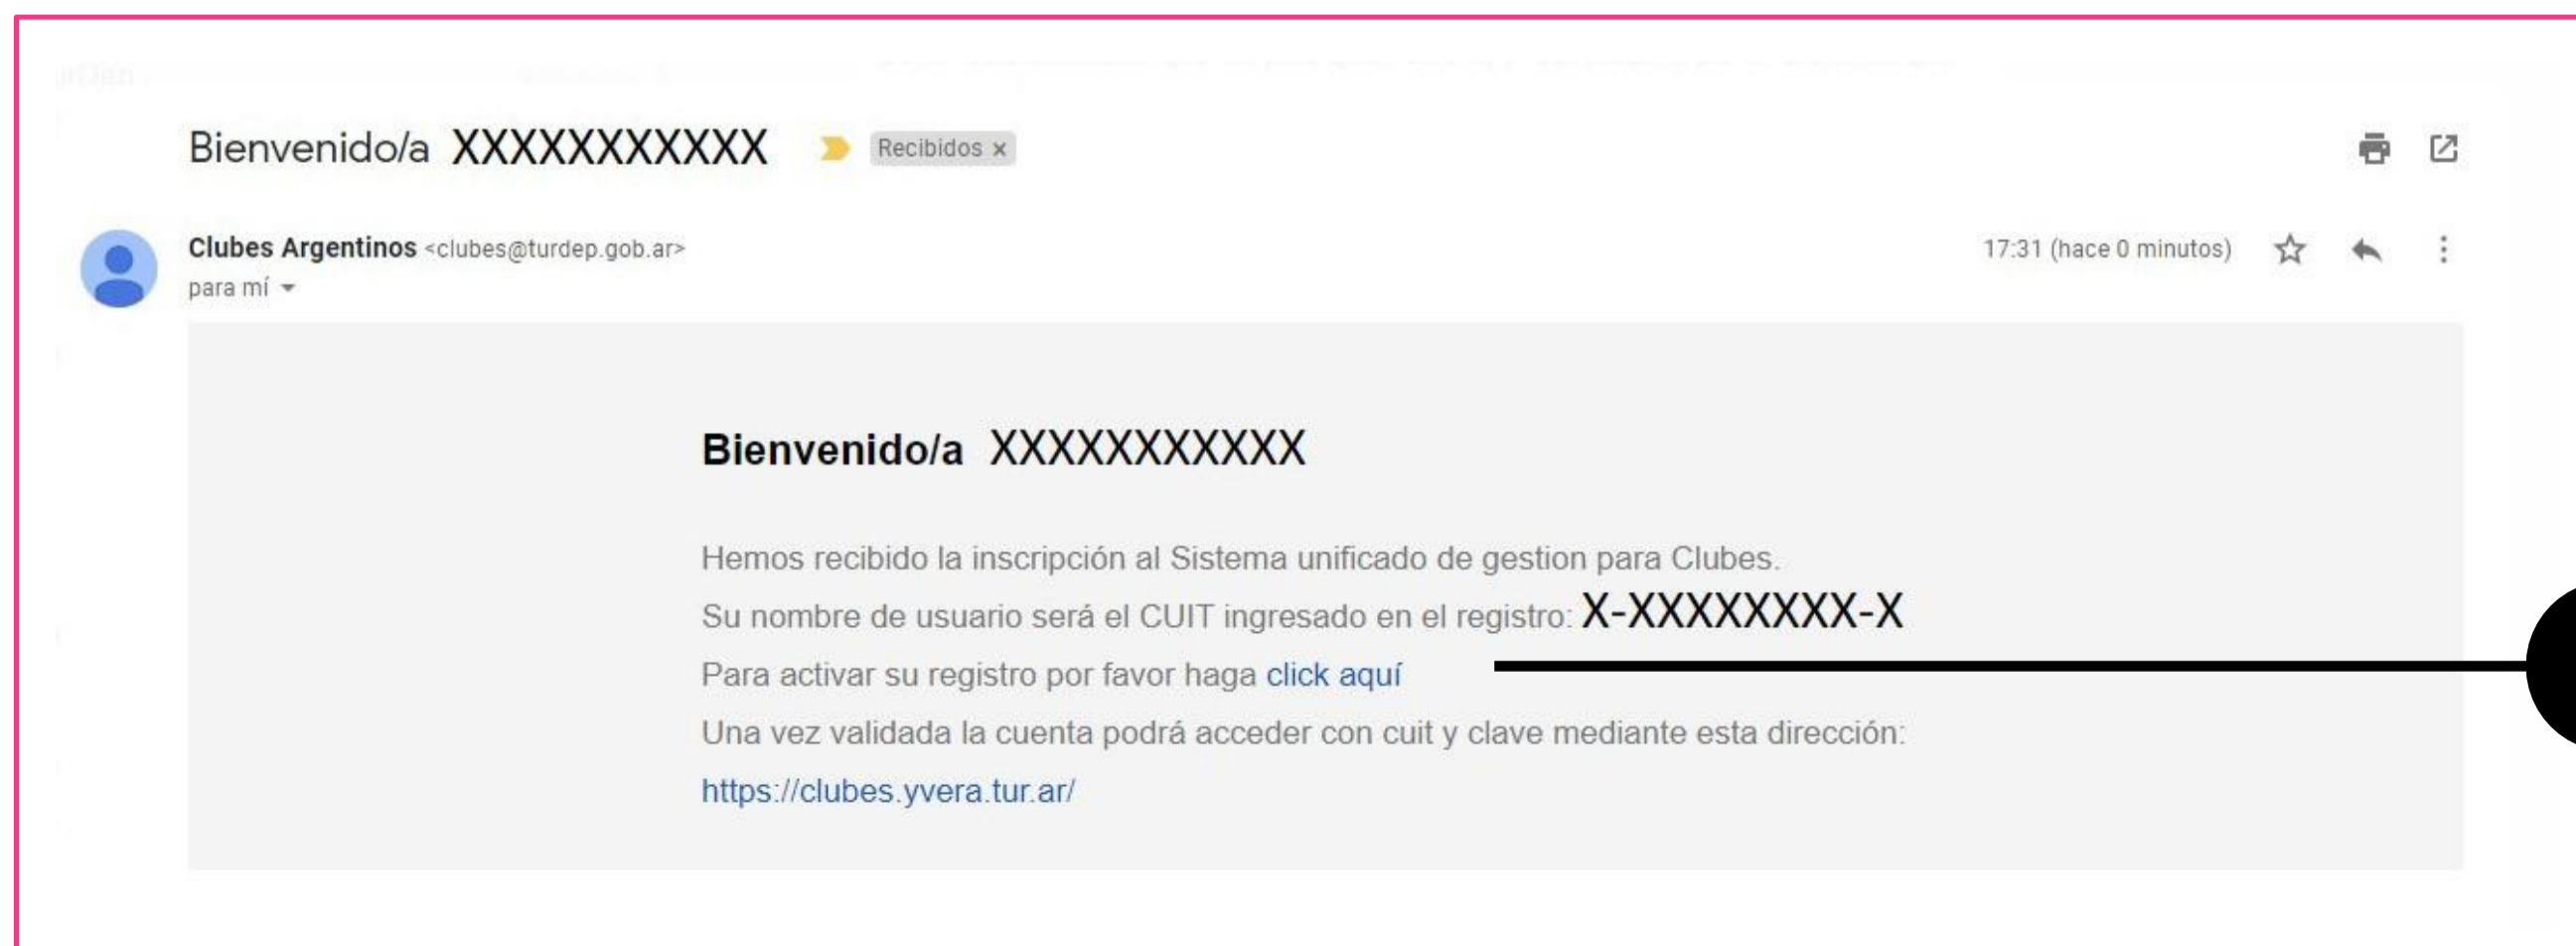 Bienvenido/a XXXXXXXXXXX Recibidos x
Clubes Argentinos <clubes@turdep.gob.ar> 17:31 (hace 0 minutos)
para mí
Bienvenido/a XXXXXXXXXXX
Hemos recibido la inscripción al Sistema unificado de gestion para Clubes.
Su nombre de usuario será el CUIT ingresado en el registro: X-XXXXXXXX-X
Para activar su registro por favor haga click aquí
Una vez validada la cuenta podrá acceder con cuit y clave mediante esta dirección:
https://clubes.yvera.tur.ar/